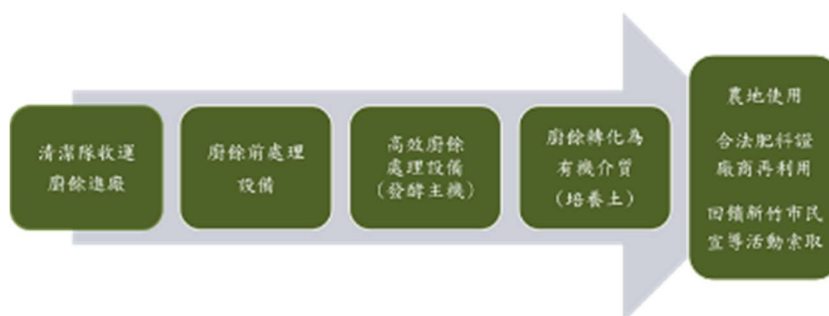 清潔隊收運
廚餘進廠
廚餘前處理
設備
高效廚餘
處理設備
(發酵主機)
廚餘轉化為
有機介質
(培養土)
農地使用
合法肥料證
廠商再利用
回饋新竹市民
宣導活動索取